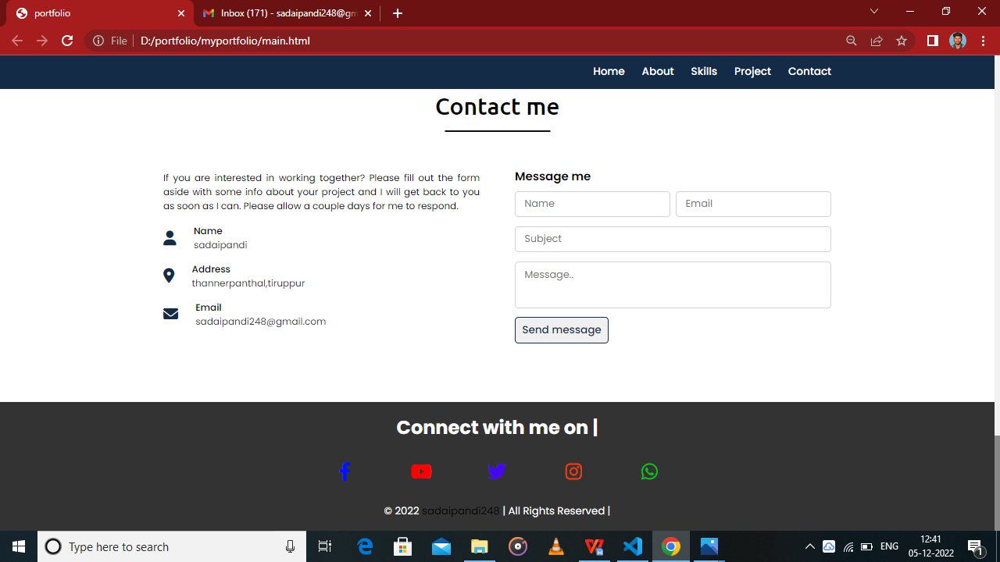 portfolio
Inbox (171) - sadaipandi248@gm
File
D:/portfolio/myportfolio/main.html
Home About Skills Project Contact
Contact me
If you are interested in working together? Please fill out the form
aside with some info about your project and I will get back to you
as soon as I can. Please allow a couple days for me to respond.
Name
sadaipandi
Address
thannerpanthal,tiruppur
Email
sadaipandi248@gmail.com
Message me
Name
Email
Subject
Message..
Send message
Connect with me on |
© 2022 sadaipandi248 | All Rights Reserved |
Type here to search
ENG
12:41
05-12-2022
1